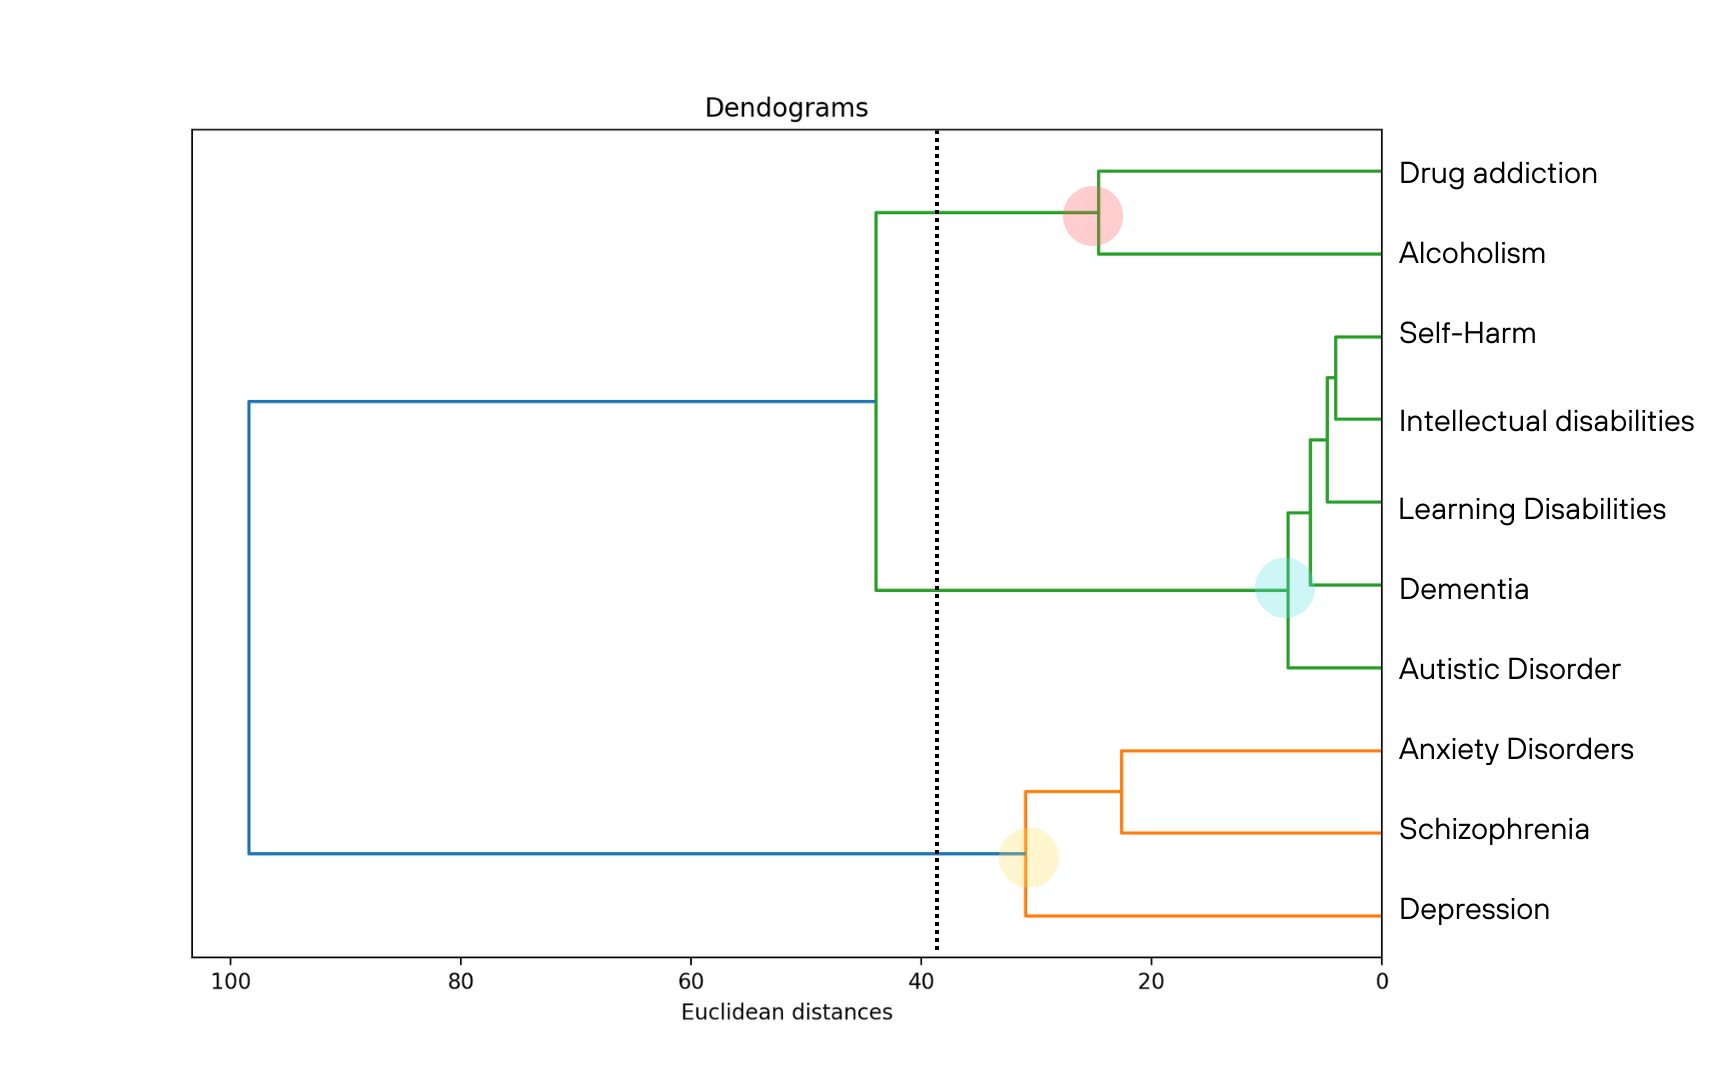 Dendograms
Drug addiction
Alcoholism
Self-Harm
Intellectual disabilities
Learning Disabilities
Dementia
Autistic Disorder
Anxiety Disorders
Schizophrenia
Depression
100 80 60 40 20 0
Euclidean distances